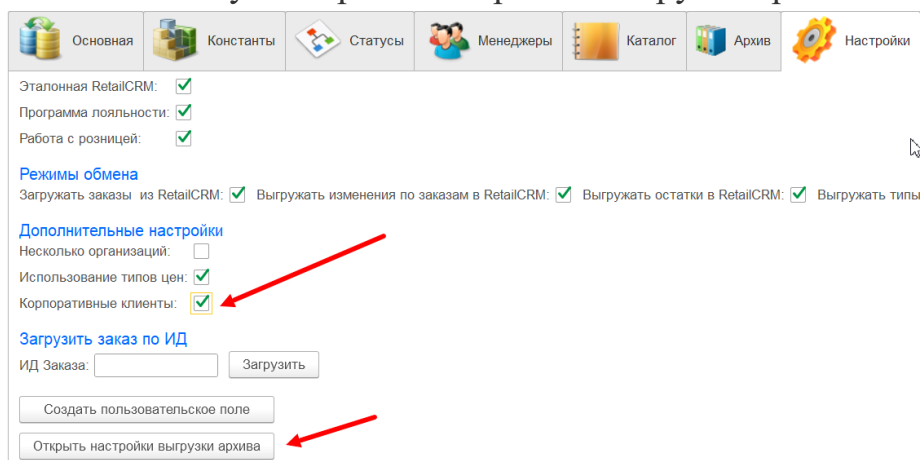 Основная Константы Статусы Менеджеры Каталог Архив Настройки
Эталонная RetailCRM:
Программа лояльности:
Работа с розницей:
Режимы обмена
Загружать заказы из RetailCRM: Выгружать изменения по заказам в RetailCRM: Выгружать остатки в RetailCRM: Выгружать типы
Дополнительные настройки
Несколько организаций:
Использование типов цен:
Корпоративные клиенты:
Загрузить заказ по ИД
ИД Заказа: Загрузить
Создать пользовательское поле
Открыть настройки выгрузки архива